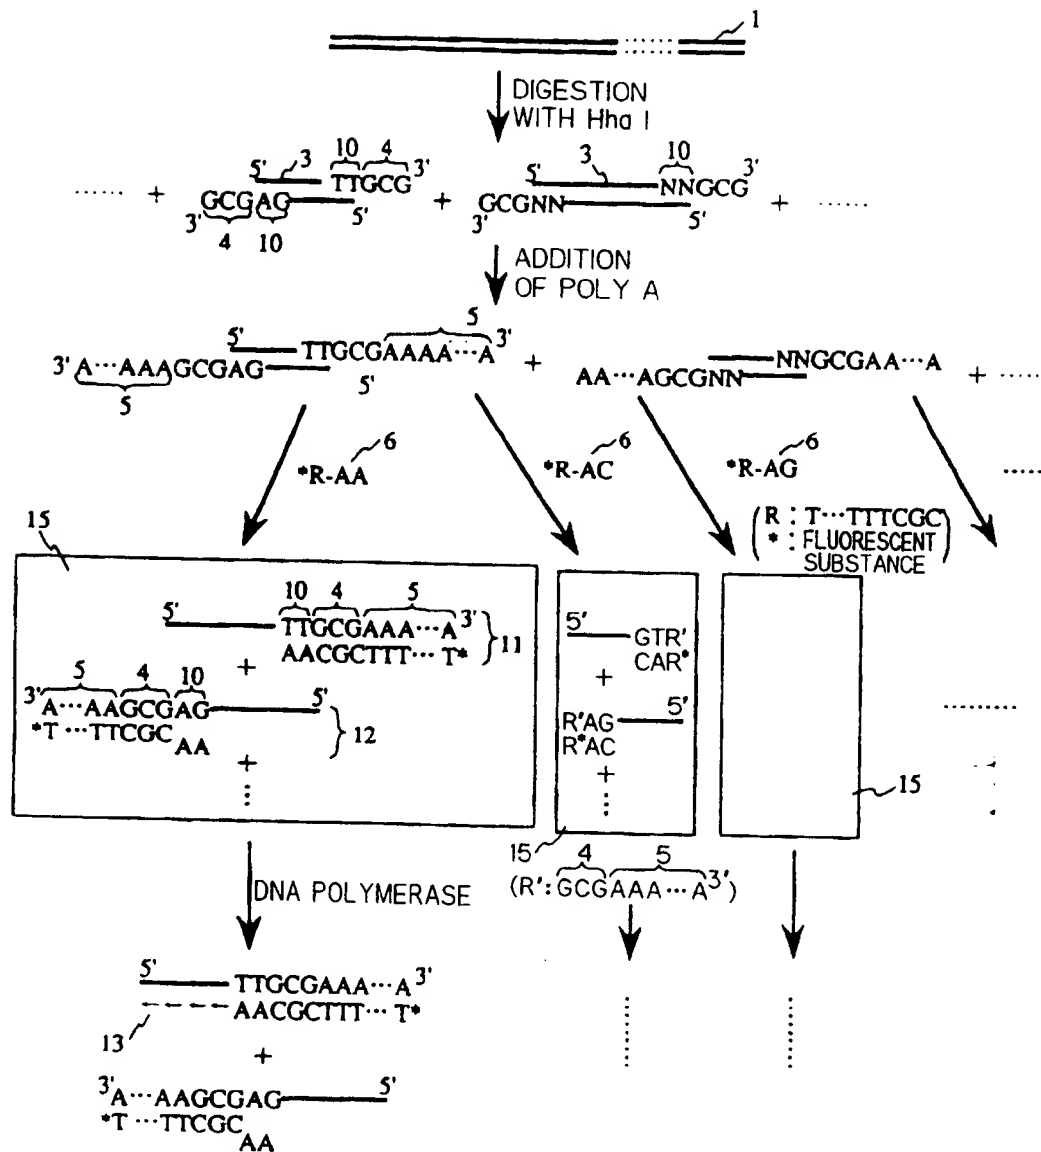 1
DIGESTION
WITH Hha I
5' 3 10 4 3'
TTGCG
GCGAG 5'
3' 4 10
...... + +
5' 3 10 3'
NNGCG
GCGNN 5'
3'
+ ......
ADDITION
OF POLY A
5' 5 3'
TTGCGAAAA···A
3' A···AAAGCGAG 5'
5
+
NNGCGAA···A
AA···AGCGNN
+ ......
*R-AA 6
*R-AC 6
*R-AG 6
......
(R : T···TTTCGC)
* : FLUORESCENT
SUBSTANCE
15
5' 10 4 5 3'
TTGCGAAA···A
AACGCTTT···T*
11
+
5 4 10
3' A···AAGCGAG 5'
*T···TTCGC
AA
12
+
⋮
5'
GTR'
CAR*
+
5'
R'AG
R*AC
+
⋮
15
15
4 5
(R': GCGAAA···A3')
DNA POLYMERASE
5' TTGCGAAA···A 3'
AACGCTTT···T*
13
+
3' A···AAGCGAG 5'
*T···TTCGC
AA